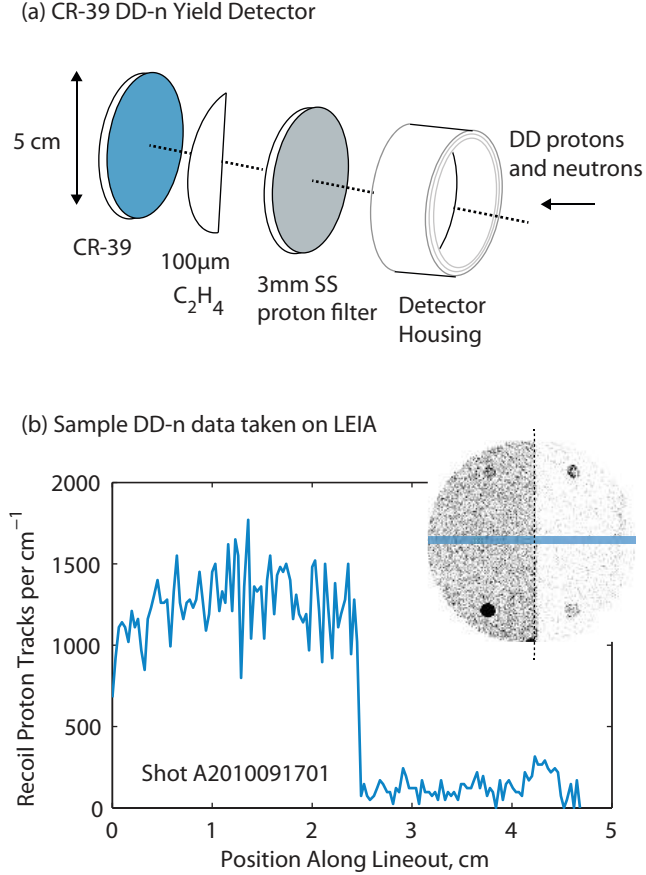 (a) CR-39 DD-n Yield Detector
5 cm
DD protons
and neutrons
CR-39
100μm
C₂H₄
3mm SS
proton filter
Detector
Housing
(b) Sample DD-n data taken on LEIA
Recoil Proton Tracks per cm⁻¹
2000
1500
1000
500
0
Shot A2010091701
0 1 2 3 4 5
Position Along Lineout, cm